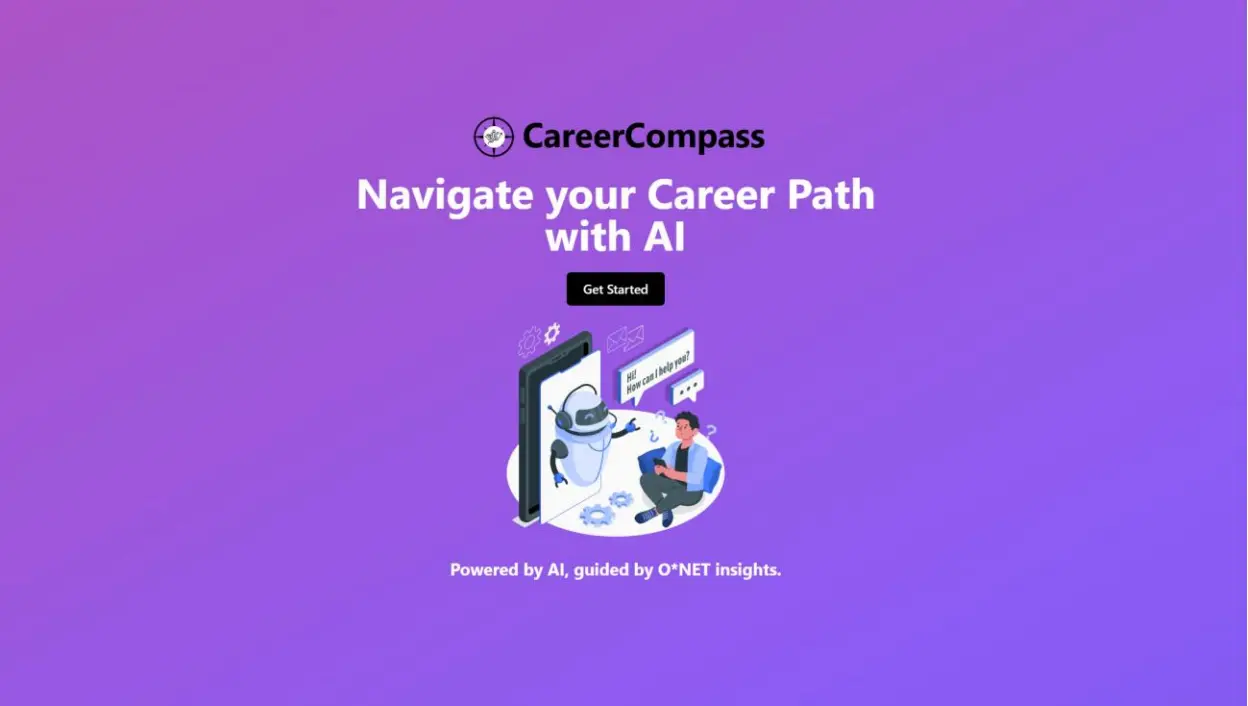 CareerCompass
Navigate your Career Path
with AI
Get Started
Hi!
How can I help you?
Powered by AI, guided by O*NET insights.